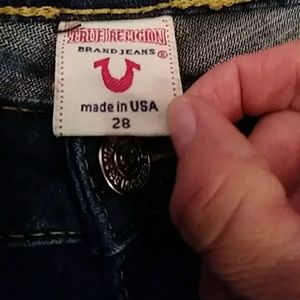 TRUE RELIGION
BRAND JEANS ®
made in USA
28